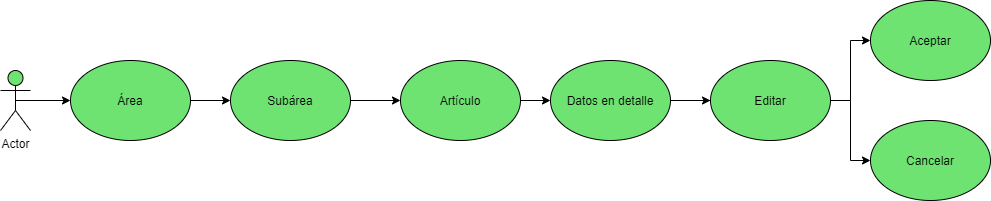 Actor
Área
Subárea
Artículo
Datos en detalle
Editar
Aceptar
Cancelar